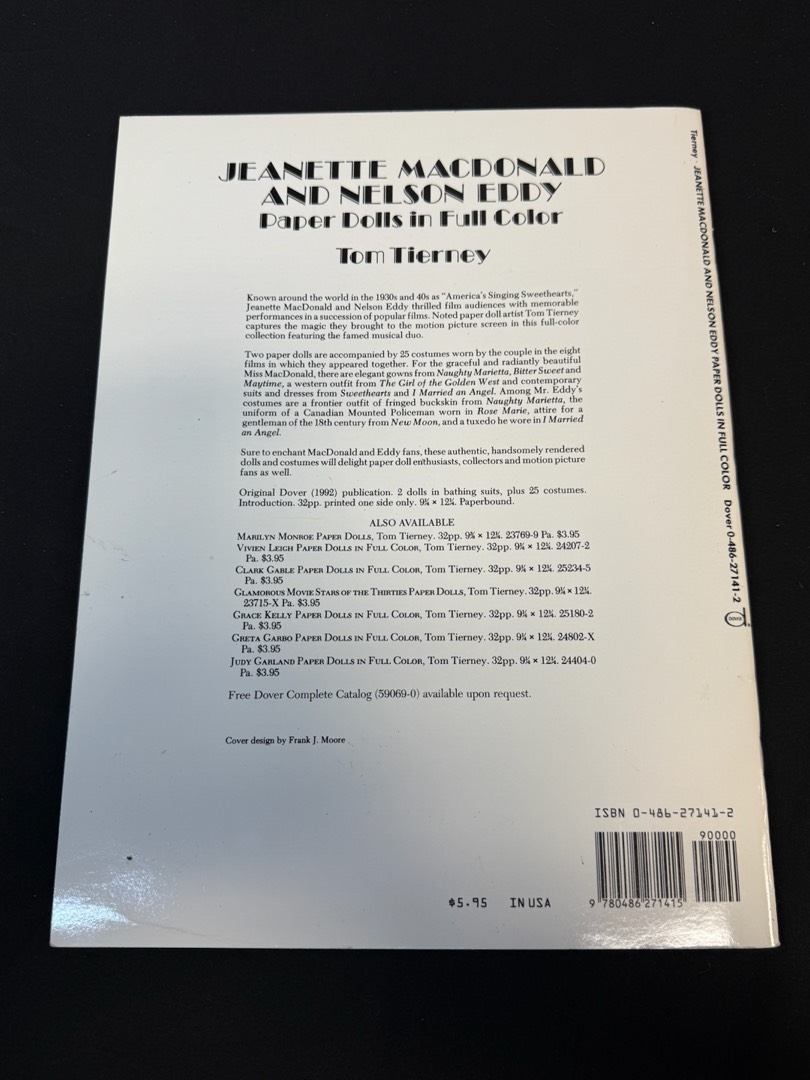 JEANETTE MACDONALD
AND NELSON EDDY
Paper Dolls in Full Color
Tom Tierney
Known around the world in the 1930s and 40s as "America's Singing Sweethearts,"
Jeanette MacDonald and Nelson Eddy thrilled film audiences with memorable
performances in a succession of popular films. Noted paper doll artist Tom Tierney
captures the magic they brought to the motion picture screen in this full-color
collection featuring the famed musical duo.
Two paper dolls are accompanied by 25 costumes worn by the couple in the eight
films in which they appeared together. For the graceful and radiantly beautiful
Miss MacDonald, there are elegant gowns from Naughty Marietta, Bitter Sweet and
Maytime, a western outfit from The Girl of the Golden West and contemporary
suits and dresses from Sweethearts and I Married an Angel. Among Mr. Eddy's
costumes are a frontier outfit of fringed buckskin from Naughty Marietta, the
uniform of a Canadian Mounted Policeman worn in Rose Marie, attire for a
gentleman of the 18th century from New Moon, and a tuxedo he wore in I Married
an Angel.
Sure to enchant MacDonald and Eddy fans, these authentic, handsomely rendered
dolls and costumes will delight paper doll enthusiasts, collectors and motion picture
fans as well.
Original Dover (1992) publication. 2 dolls in bathing suits, plus 25 costumes.
Introduction. 32pp. printed one side only. 9¼ × 12¼. Paperbound.
ALSO AVAILABLE
MARILYN MONROE PAPER DOLLS, Tom Tierney. 32pp. 9¼ × 12¼. 23769-9 Pa. $3.95
VIVIEN LEIGH PAPER DOLLS IN FULL COLOR, Tom Tierney. 32pp. 9¼ × 12¼. 24207-2
Pa. $3.95
CLARK GABLE PAPER DOLLS IN FULL COLOR, Tom Tierney. 32pp. 9¼ × 12¼. 25234-5
Pa. $3.95
GLAMOROUS MOVIE STARS OF THE THIRTIES PAPER DOLLS, Tom Tierney. 32pp. 9¼ × 12¼.
23715-X Pa. $3.95
GRACE KELLY PAPER DOLLS IN FULL COLOR, Tom Tierney. 32pp. 9¼ × 12¼. 25180-2
Pa. $3.95
GRETA GARBO PAPER DOLLS IN FULL COLOR, Tom Tierney. 32pp. 9¼ × 12¼. 24802-X
Pa. $3.95
JUDY GARLAND PAPER DOLLS IN FULL COLOR, Tom Tierney. 32pp. 9¼ × 12¼. 24404-0
Pa. $3.95
Free Dover Complete Catalog (59069-0) available upon request.
Cover design by Frank J. Moore
ISBN 0-486-27141-2
90000
9 780486 271415
$5.95 IN USA
Tierney · JEANETTE MACDONALD AND NELSON EDDY PAPER DOLLS IN FULL COLOR Dover 0-486-27141-2
DOVER